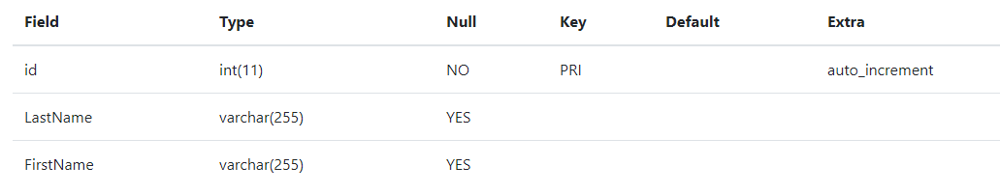 Field Type Null Key Default Extra
id int(11) NO PRI auto_increment
LastName varchar(255) YES
FirstName varchar(255) YES